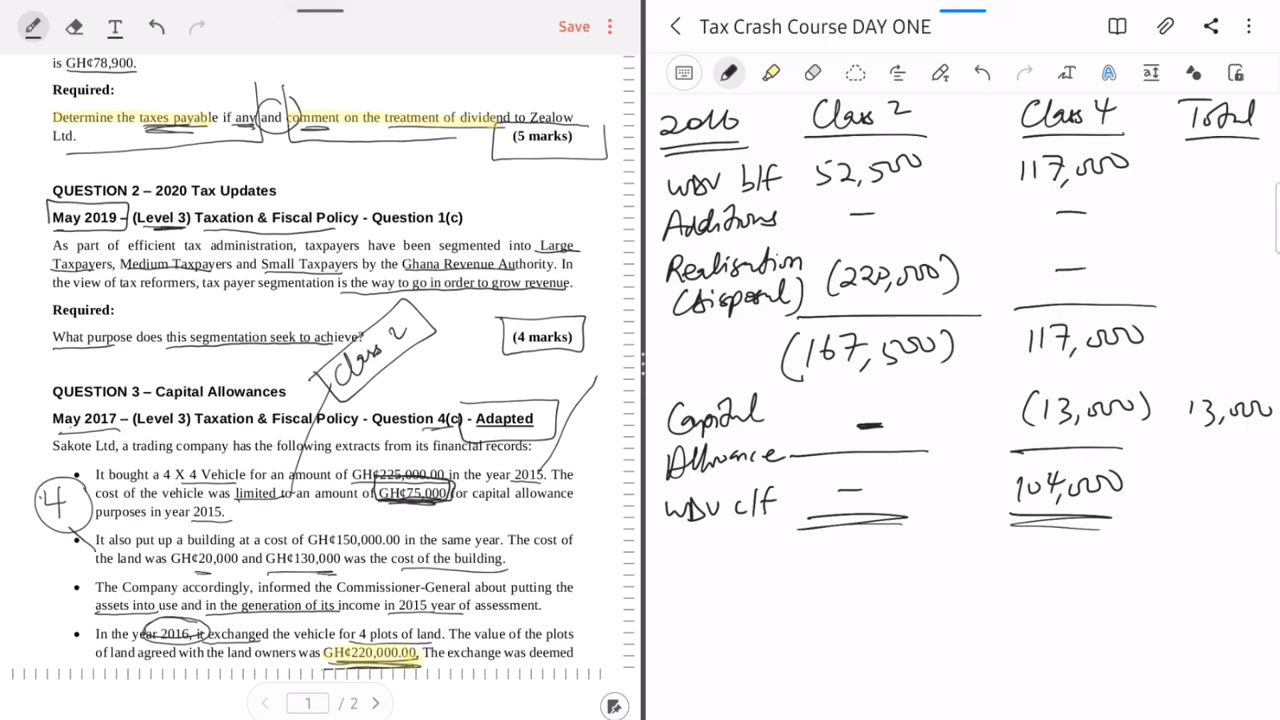 Save
is GH¢78,900.
Required:
Determine the taxes payable if any and comment on the treatment of dividend to Zealow
Ltd.
(5 marks)
QUESTION 2 – 2020 Tax Updates
May 2019 – (Level 3) Taxation & Fiscal Policy - Question 1(c)
As part of efficient tax administration, taxpayers have been segmented into Large
Taxpayers, Medium Taxpayers and Small Taxpayers by the Ghana Revenue Authority. In
the view of tax reformers, tax payer segmentation is the way to go in order to grow revenue.
Required:
What purpose does this segmentation seek to achieve?
(4 marks)
Class 2
QUESTION 3 – Capital Allowances
May 2017 – (Level 3) Taxation & Fiscal Policy - Question 4(c) - Adapted
Sakote Ltd, a trading company has the following extracts from its financial records:
• It bought a 4 X 4 Vehicle for an amount of GH¢225,000.00 in the year 2015. The
cost of the vehicle was limited to an amount of GH¢75,000 for capital allowance
purposes in year 2015.
4
• It also put up a building at a cost of GH¢150,000.00 in the same year. The cost of
the land was GH¢20,000 and GH¢130,000 was the cost of the building.
• The Company accordingly, informed the Commissioner-General about putting the
assets into use and in the generation of its income in 2015 year of assessment.
• In the year 2016, it exchanged the vehicle for 4 plots of land. The value of the plots
of land agreed with the land owners was GH¢220,000.00. The exchange was deemed
1 / 2
Tax Crash Course DAY ONE
2016 Class 2 Class 4 Total
WDV b/f 52,500 117,000
Additions – –
Realisation (220,000) –
(disposal)
(167,500) 117,000
Capital – (13,000) 13,000
Allowance
WDV c/f – 104,000